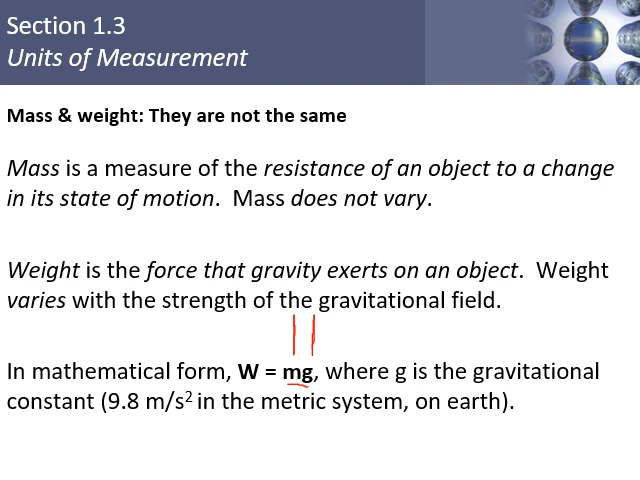 Section 1.3
Units of Measurement
Mass & weight: They are not the same
Mass is a measure of the resistance of an object to a change
in its state of motion.  Mass does not vary.
Weight is the force that gravity exerts on an object.  Weight
varies with the strength of the gravitational field.
In mathematical form, W = mg, where g is the gravitational
constant (9.8 m/s² in the metric system, on earth).